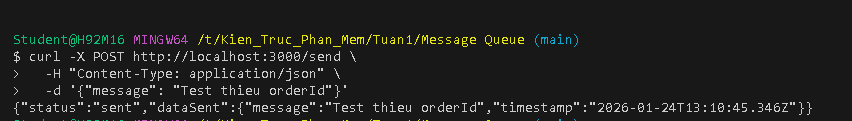 Student@H92M16 MINGW64 /t/Kien_Truc_Phan_Mem/Tuan1/Message Queue (main)
$ curl -X POST http://localhost:3000/send \
>   -H "Content-Type: application/json" \
>   -d '{"message": "Test thieu orderId"}'
{"status":"sent","dataSent":{"message":"Test thieu orderId","timestamp":"2026-01-24T13:10:45.346Z"}}